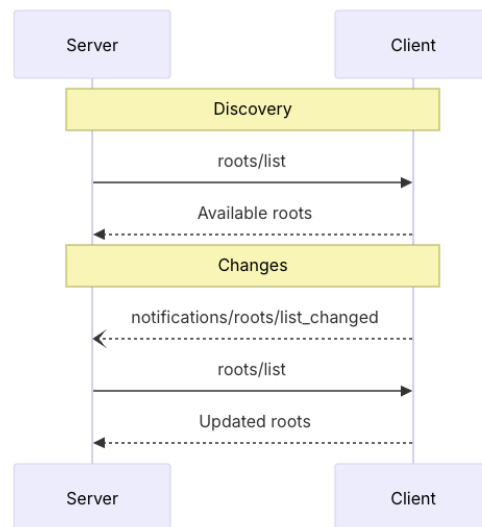 Server
Client
Discovery
roots/list
Available roots
Changes
notifications/roots/list_changed
roots/list
Updated roots
Server
Client